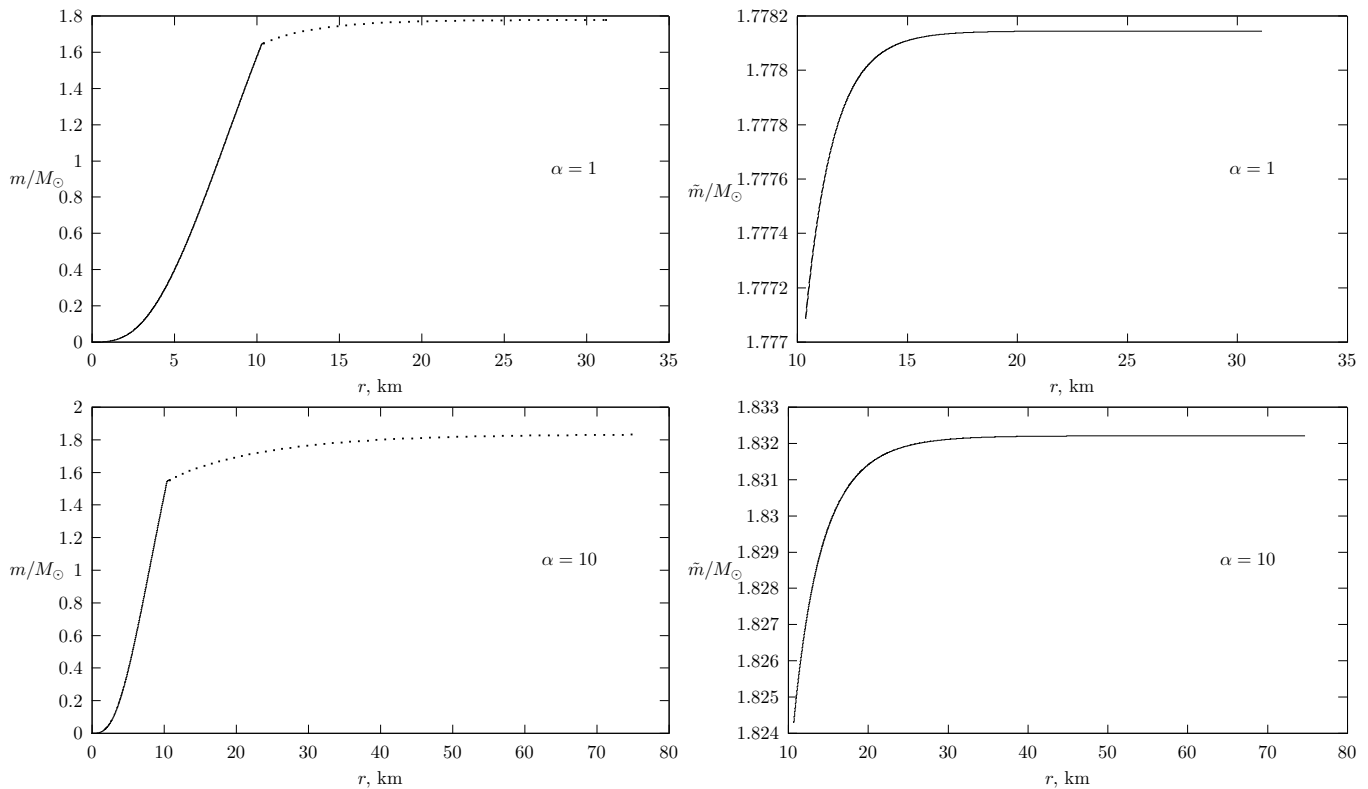 1.8
1.6
1.4
1.2
1
0.8
0.6
0.4
0.2
0
m/M⊙
α = 1
0 5 10 15 20 25 30 35
r, km
1.7782
1.778
1.7778
1.7776
1.7774
1.7772
1.777
m̃/M⊙
α = 1
10 15 20 25 30 35
r, km
2
1.8
1.6
1.4
1.2
1
0.8
0.6
0.4
0.2
0
m/M⊙
α = 10
0 10 20 30 40 50 60 70 80
r, km
1.833
1.832
1.831
1.83
1.829
1.828
1.827
1.826
1.825
1.824
m̃/M⊙
α = 10
10 20 30 40 50 60 70 80
r, km